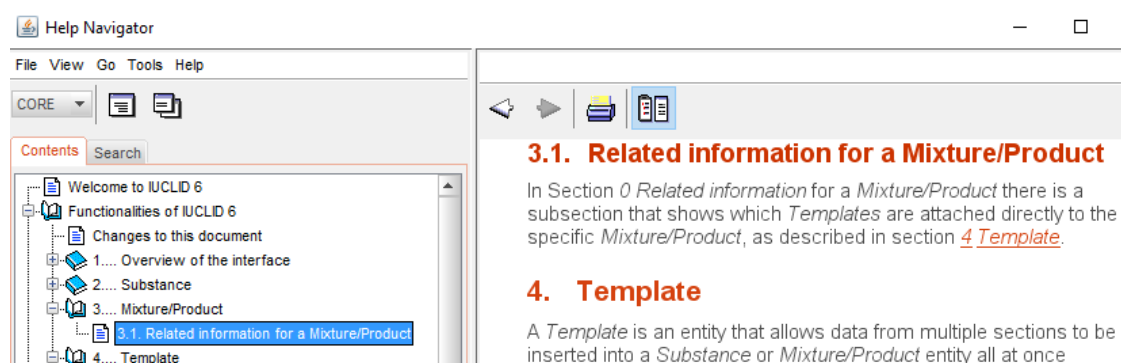 Help Navigator
File View Go Tools Help
CORE
Contents Search
Welcome to IUCLID 6
Functionalities of IUCLID 6
Changes to this document
1.... Overview of the interface
2.... Substance
3.... Mixture/Product
3.1. Related information for a Mixture/Product
4.... Template
3.1. Related information for a Mixture/Product
In Section 0 Related information for a Mixture/Product there is a
subsection that shows which Templates are attached directly to the
specific Mixture/Product, as described in section 4 Template.
4. Template
A Template is an entity that allows data from multiple sections to be
inserted into a Substance or Mixture/Product entity all at once